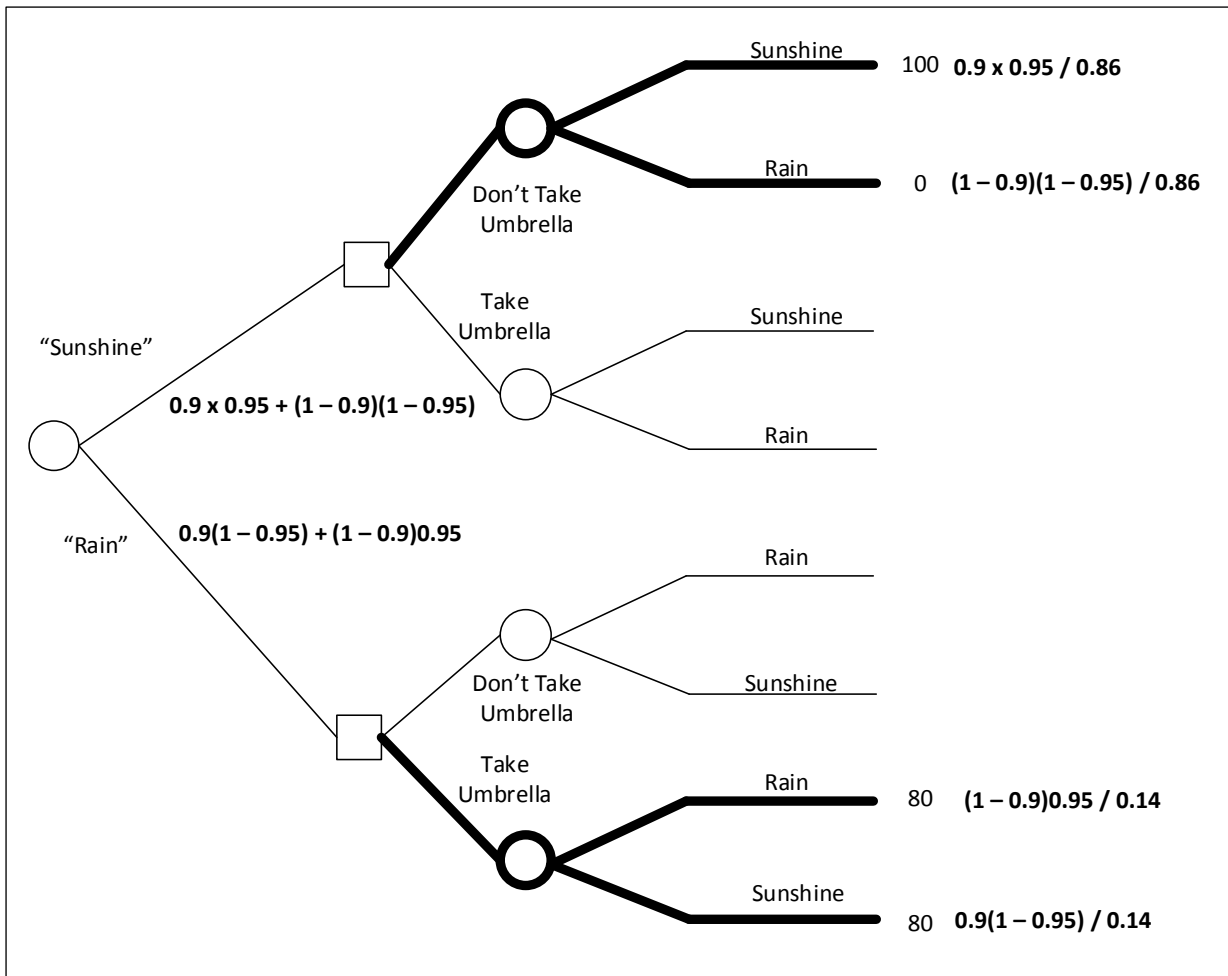 Sunshine
100 0.9 x 0.95 / 0.86
Rain
0 (1 – 0.9)(1 – 0.95) / 0.86
Don’t Take
Umbrella
Take
Umbrella
Sunshine
“Sunshine”
0.9 x 0.95 + (1 – 0.9)(1 – 0.95)
Rain
“Rain”
0.9(1 – 0.95) + (1 – 0.9)0.95
Rain
Don’t Take
Umbrella
Sunshine
Take
Umbrella
Rain
80 (1 – 0.9)0.95 / 0.14
Sunshine
80 0.9(1 – 0.95) / 0.14